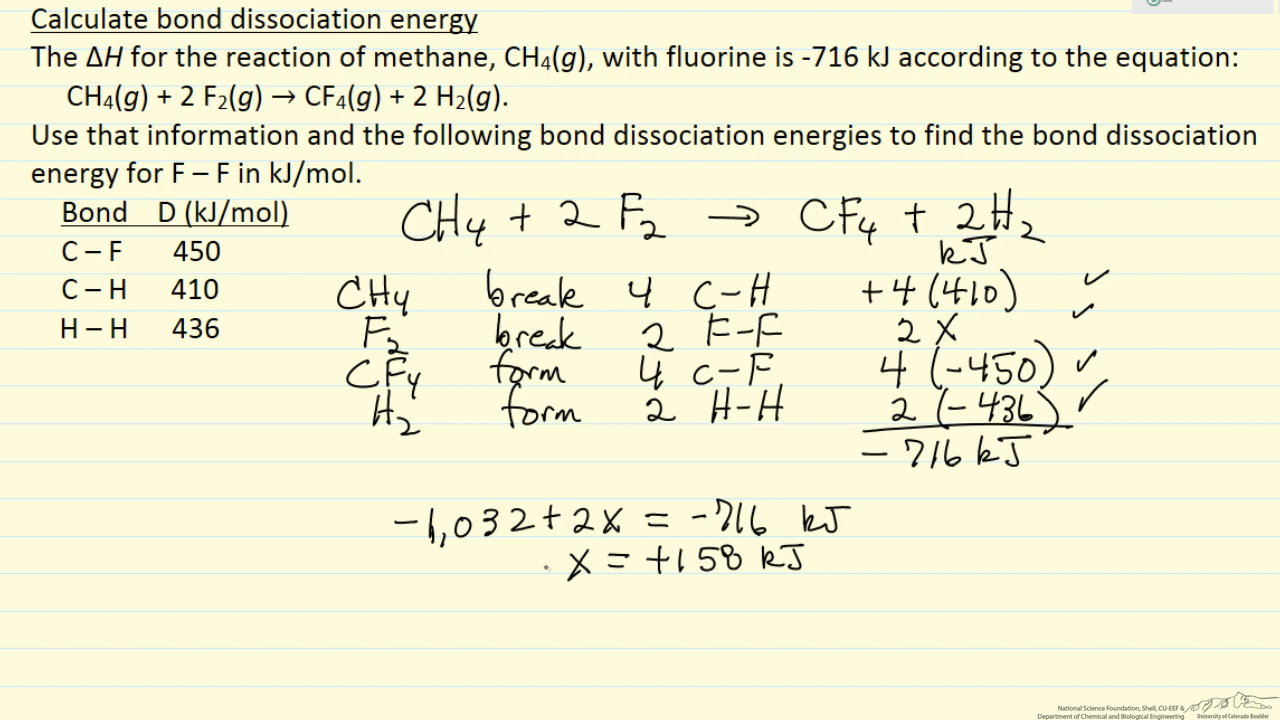 Calculate bond dissociation energy
The ΔH for the reaction of methane, CH₄(g), with fluorine is -716 kJ according to the equation:
CH₄(g) + 2 F₂(g) → CF₄(g) + 2 H₂(g).
Use that information and the following bond dissociation energies to find the bond dissociation
energy for F – F in kJ/mol.
Bond D (kJ/mol)
C – F 450
C – H 410
H – H 436
CH₄ + 2 F₂ → CF₄ + 2H₂
kJ
CH₄ break 4 C-H +4 (410) ✓
F₂ break 2 F-F 2 X ✓
CF₄ form 4 C-F 4 (-450) ✓
H₂ form 2 H-H 2 (-436) ✓
- 716 kJ
-1,032 + 2X = -716 kJ
X = +158 kJ
National Science Foundation, Shell, CU-EEF &
Department of Chemical and Biological Engineering
University of Colorado Boulder